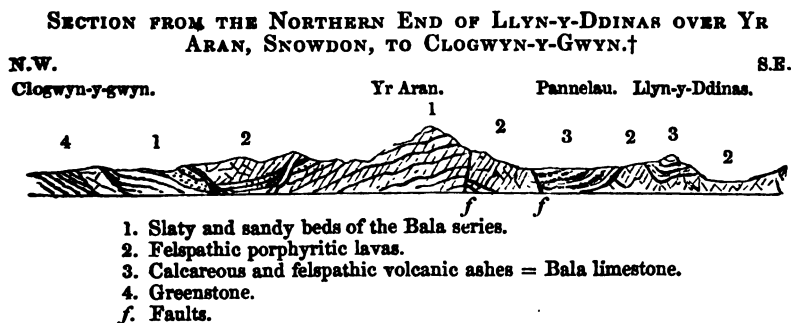 SECTION FROM THE NORTHERN END OF LLYN-Y-DDINAS OVER YR
ARAN, SNOWDON, TO CLOGWYN-Y-GWYN.†
N.W. S.E.
Clogwyn-y-gwyn. Yr Aran. Pannelau. Llyn-y-Ddinas.
4 1 2 1 2 3 2 3 2
f f
1. Slaty and sandy beds of the Bala series.
2. Felspathic porphyritic lavas.
3. Calcareous and felspathic volcanic ashes = Bala limestone.
4. Greenstone.
f. Faults.